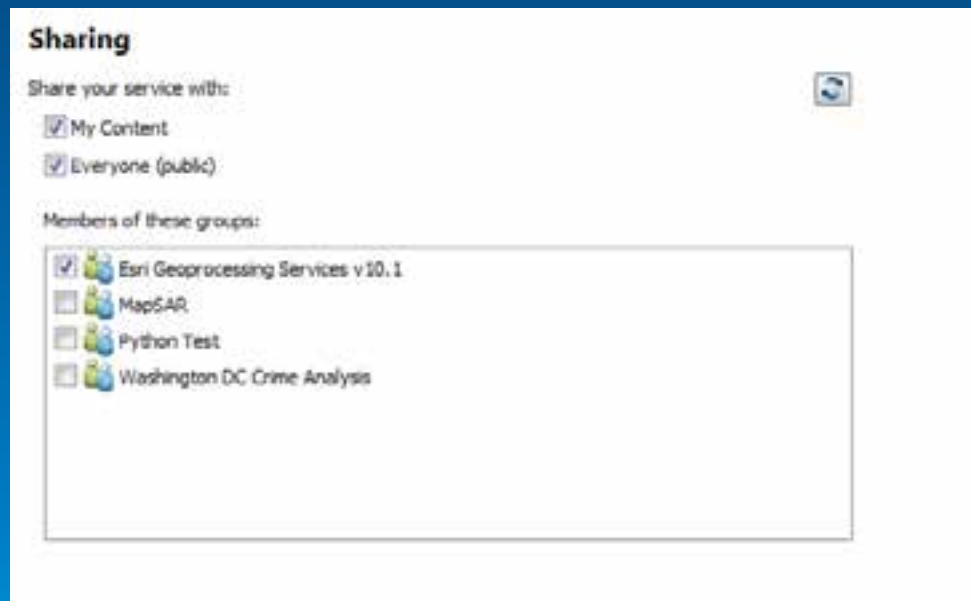 Sharing
Share your service with:
My Content
Everyone (public)
Members of these groups:
Esri Geoprocessing Services v10.1
MapSAR
Python Test
Washington DC Crime Analysis